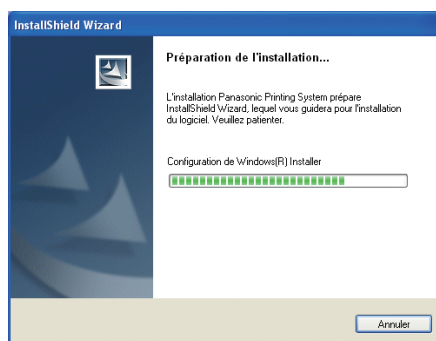 InstallShield Wizard
Préparation de l'installation...
L'installation Panasonic Printing System prépare
InstallShield Wizard, lequel vous guidera pour l'installation
du logiciel. Veuillez patienter.
Configuration de Windows(R) Installer
Annuler